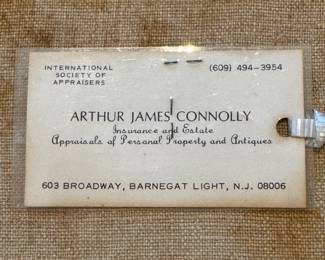 INTERNATIONAL
SOCIETY OF
APPRAISERS
(609) 494-3954
ARTHUR JAMES CONNOLLY
Insurance and Estate
Appraisals of Personal Property and Antiques
603 BROADWAY, BARNEGAT LIGHT, N.J. 08006